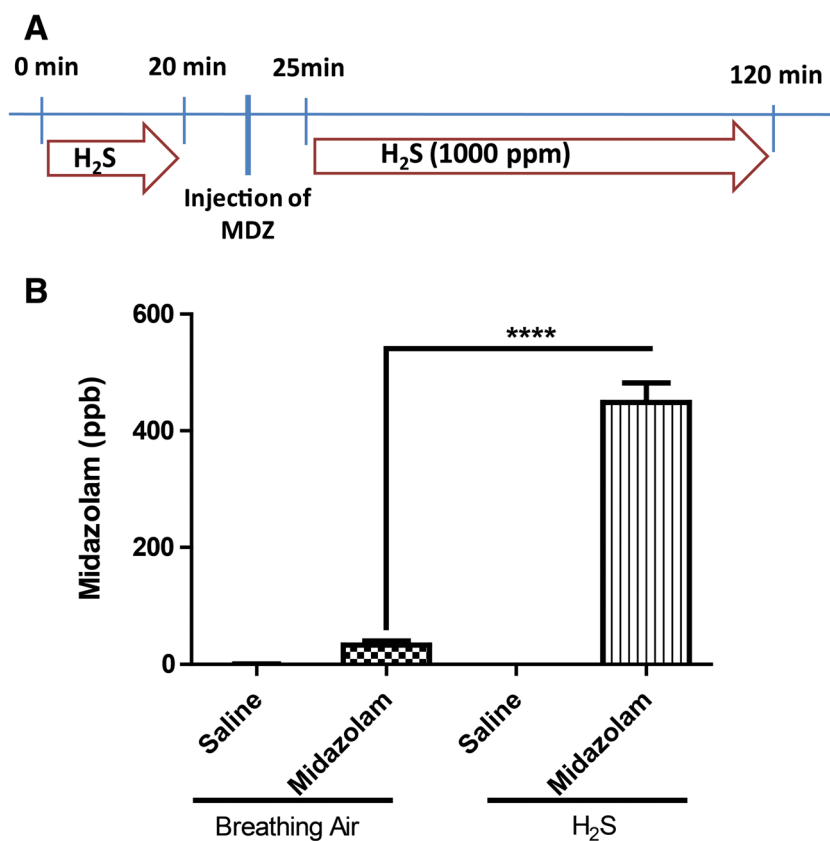 A
0 min 20 min 25min 120 min
H₂S H₂S (1000 ppm)
Injection of
MDZ
B
600
400
200
0
Midazolam (ppb)
****
Saline Midazolam Saline Midazolam
Breathing Air H₂S